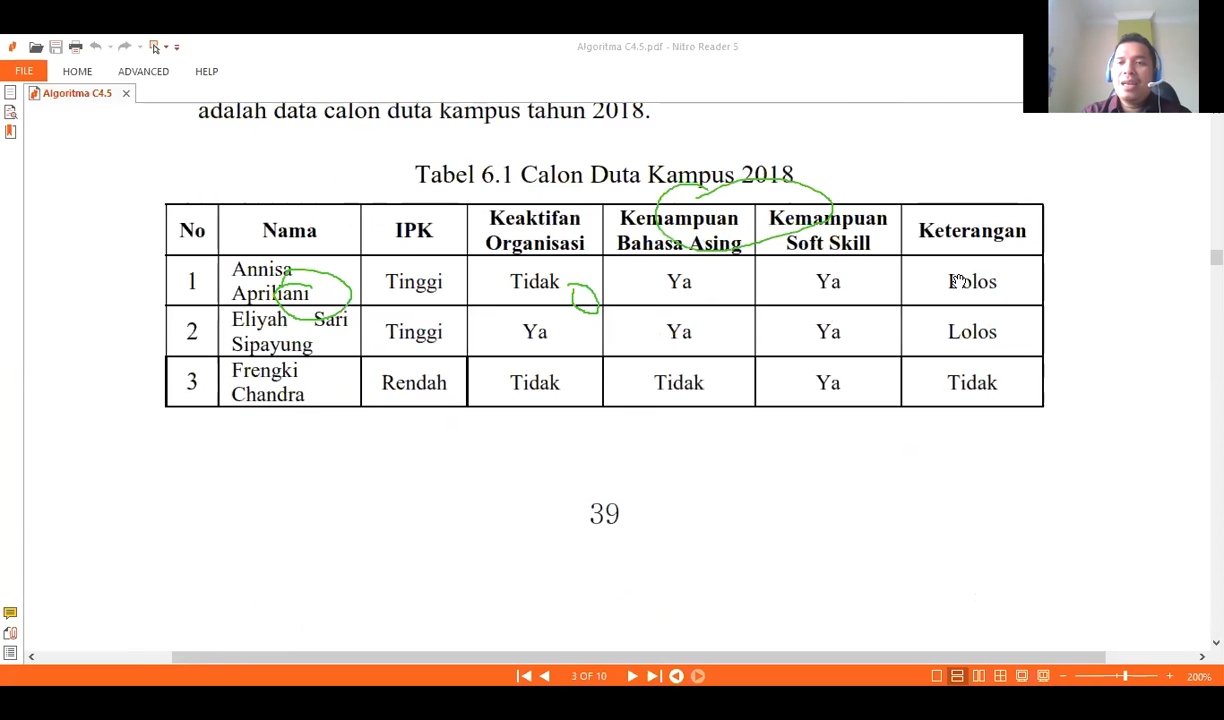 Algoritma C4.5.pdf - Nitro Reader 5
FILE HOME ADVANCED HELP
Algoritma C4.5
adalah data calon duta kampus tahun 2018.
Tabel 6.1 Calon Duta Kampus 2018
No Nama IPK Keaktifan Organisasi Kemampuan Bahasa Asing Kemampuan Soft Skill Keterangan
1 Annisa Apriliani Tinggi Tidak Ya Ya Lolos
2 Eliyah Sari Sipayung Tinggi Ya Ya Ya Lolos
3 Frengki Chandra Rendah Tidak Tidak Ya Tidak
39
3 OF 10
200%